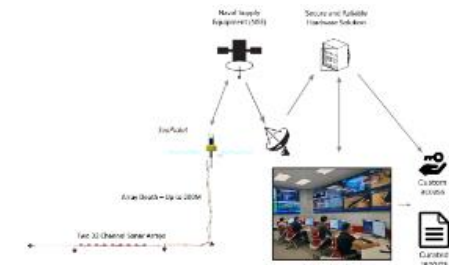 Naval Supply
Equipment
Secure and Reliable
Hardware Solution
Array Depth – Up to 200M
Two 32 Channel Sonar Arrays
Custom
access
Curated